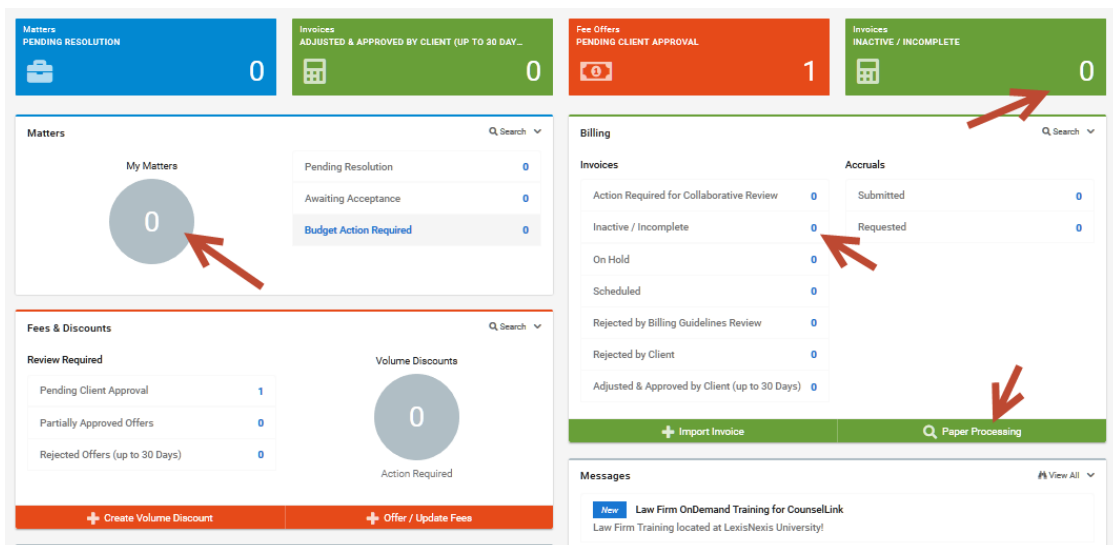 Matters
PENDING RESOLUTION
0
Invoices
ADJUSTED & APPROVED BY CLIENT (UP TO 30 DAY...
0
Fee Offers
PENDING CLIENT APPROVAL
1
Invoices
INACTIVE / INCOMPLETE
0
Matters
Search
My Matters
0
Pending Resolution 0
Awaiting Acceptance 0
Budget Action Required 0
Fees & Discounts
Search
Review Required
Pending Client Approval 1
Partially Approved Offers 0
Rejected Offers (up to 30 Days) 0
Volume Discounts
0
Action Required
Create Volume Discount
Offer / Update Fees
Billing
Search
Invoices
Action Required for Collaborative Review 0
Inactive / Incomplete 0
On Hold 0
Scheduled 0
Rejected by Billing Guidelines Review 0
Rejected by Client 0
Adjusted & Approved by Client (up to 30 Days) 0
Accruals
Submitted 0
Requested 0
Import Invoice
Paper Processing
Messages
View All
New Law Firm OnDemand Training for CounselLink
Law Firm Training located at LexisNexis University!